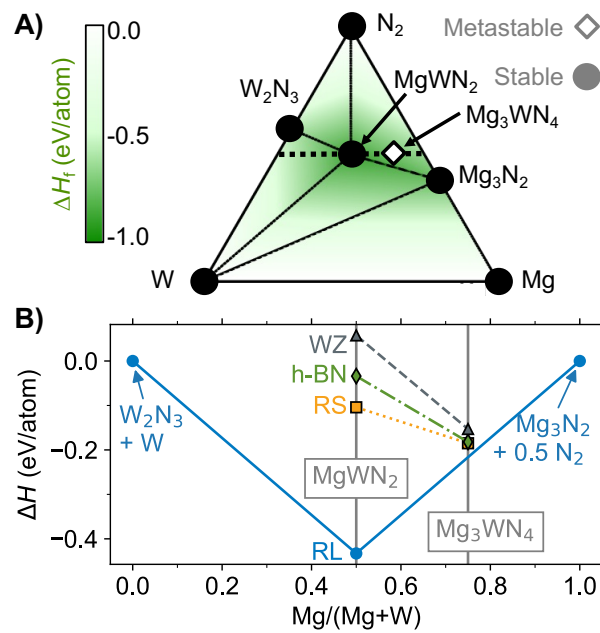 A)
0.0
-0.5
-1.0
ΔH_f (eV/atom)
N₂
Metastable
Stable
W₂N₃
MgWN₂
Mg₃WN₄
Mg₃N₂
W
Mg
B)
0.0
−0.2
−0.4
ΔH (eV/atom)
WZ
h-BN
RS
RL
W₂N₃
+ W
Mg₃N₂
+ 0.5 N₂
MgWN₂
Mg₃WN₄
0.0 0.2 0.4 0.6 0.8 1.0
Mg/(Mg+W)